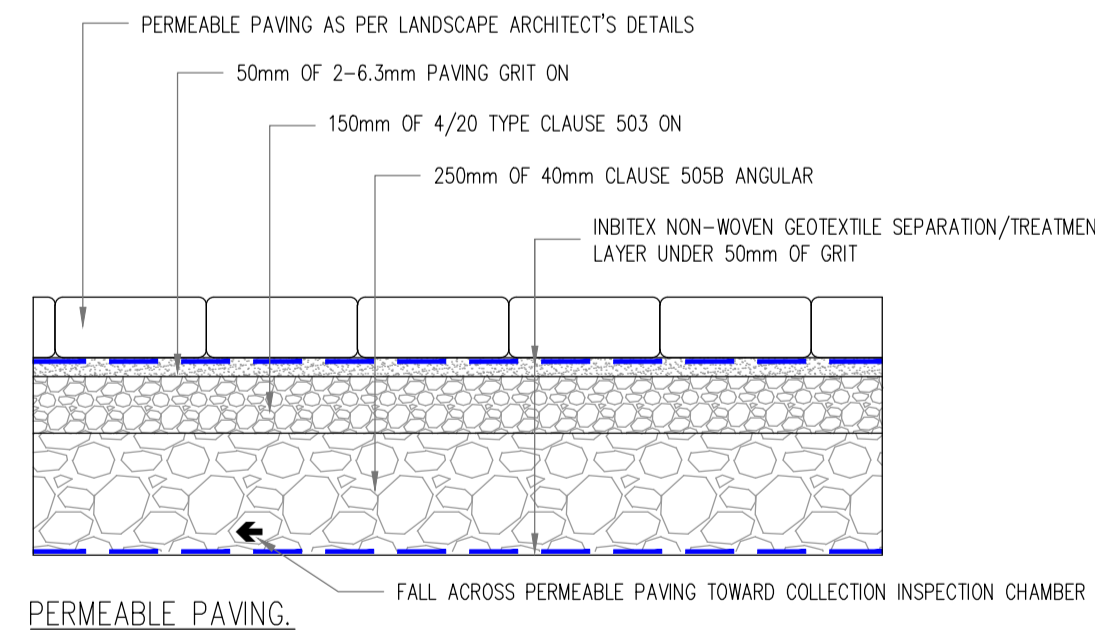 PERMEABLE PAVING AS PER LANDSCAPE ARCHITECT'S DETAILS
50mm OF 2-6.3mm PAVING GRIT ON
150mm OF 4/20 TYPE CLAUSE 503 ON
250mm OF 40mm CLAUSE 505B ANGULAR
INBITEX NON-WOVEN GEOTEXTILE SEPARATION/TREATMEN
LAYER UNDER 50mm OF GRIT
FALL ACROSS PERMEABLE PAVING TOWARD COLLECTION INSPECTION CHAMBER
PERMEABLE PAVING.